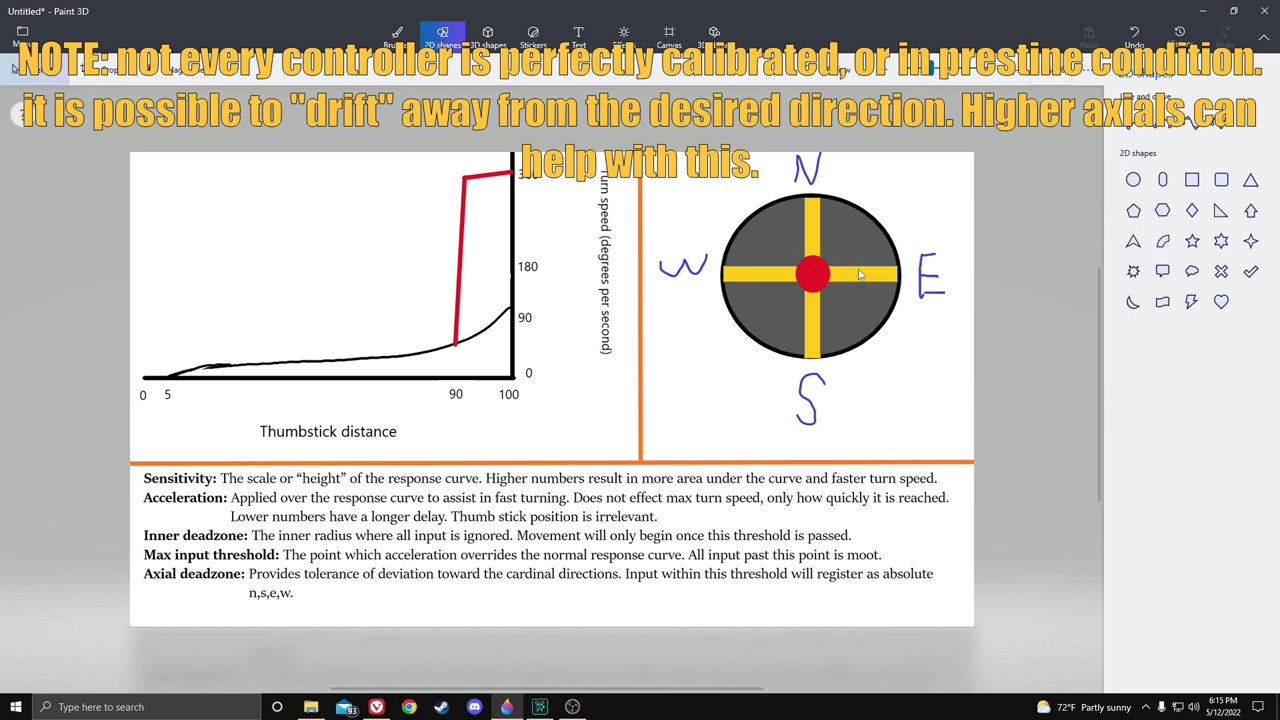 Untitled* - Paint 3D
NOTE: not every controller is perfectly calibrated, or in prestine condition.
it is possible to "drift" away from the desired direction. Higher axials can
help with this.
2D shapes
Stickers
Text
Canvas
Undo
2D shapes
Turn speed (degrees per second)
180
90
0
0 5 90 100
Thumbstick distance
N
W
E
S
Sensitivity: The scale or “height” of the response curve. Higher numbers result in more area under the curve and faster turn speed.
Acceleration: Applied over the response curve to assist in fast turning. Does not effect max turn speed, only how quickly it is reached.
Lower numbers have a longer delay. Thumb stick position is irrelevant.
Inner deadzone: The inner radius where all input is ignored. Movement will only begin once this threshold is passed.
Max input threshold: The point which acceleration overrides the normal response curve. All input past this point is moot.
Axial deadzone: Provides tolerance of deviation toward the cardinal directions. Input within this threshold will register as absolute
n,s,e,w.
Type here to search
93
72°F Partly sunny
6:15 PM
5/12/2022